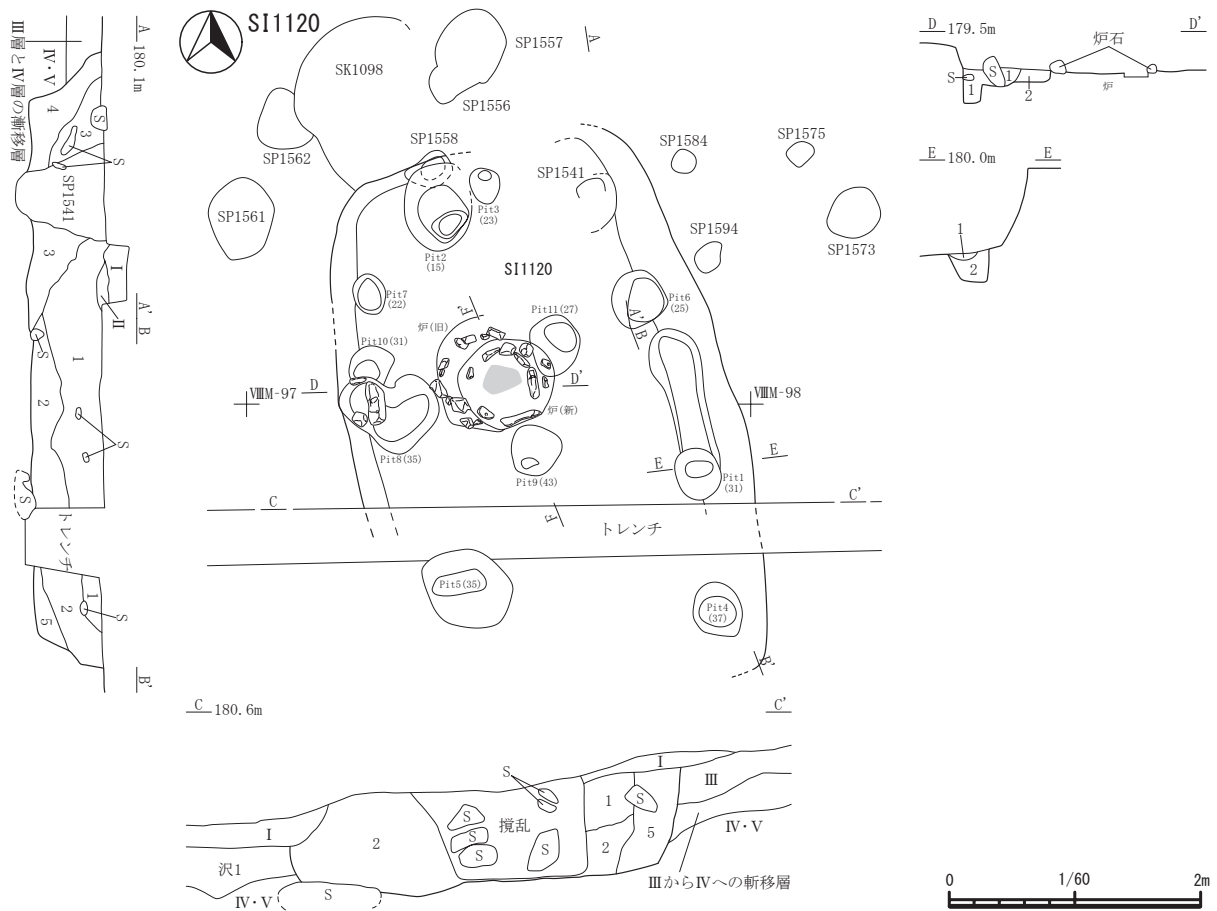 SI1120
SK1098
SP1557
SP1556
SP1562
SP1558
SP1561
Pit3
(23)
Pit2
(15)
SP1541
SP1584
SP1575
SP1573
SP1594
SI1120
Pit7
(22)
Pit6
(25)
Pit11(27)
炉(旧)
Pit10(31)
ⅧM-97
D
D'
ⅧM-98
炉(新)
Pit8(35)
Pit9(43)
E
E
Pit1
(31)
A
A'
B
F
F
C
C'
トレンチ
Pit5(35)
Pit4
(37)
B'
Ⅲ層とⅣ層の漸移層
Ⅳ・Ⅴ
A
180.1m
4
S
3
S
SP1541
3
Ⅰ
Ⅱ
A'
B
S
1
2
S
S
トレンチ
1
2
5
S
B'
D
179.5m
D'
炉石
S
1
S
1
2
炉
E
180.0m
E
1
2
C
180.6m
C'
Ⅰ
沢1
Ⅳ・Ⅴ
2
S
S
S
S
S
撹乱
S
1
2
S
5
Ⅰ
Ⅲ
Ⅳ・Ⅴ
ⅢからⅣへの斬移層
0
1/60
2m